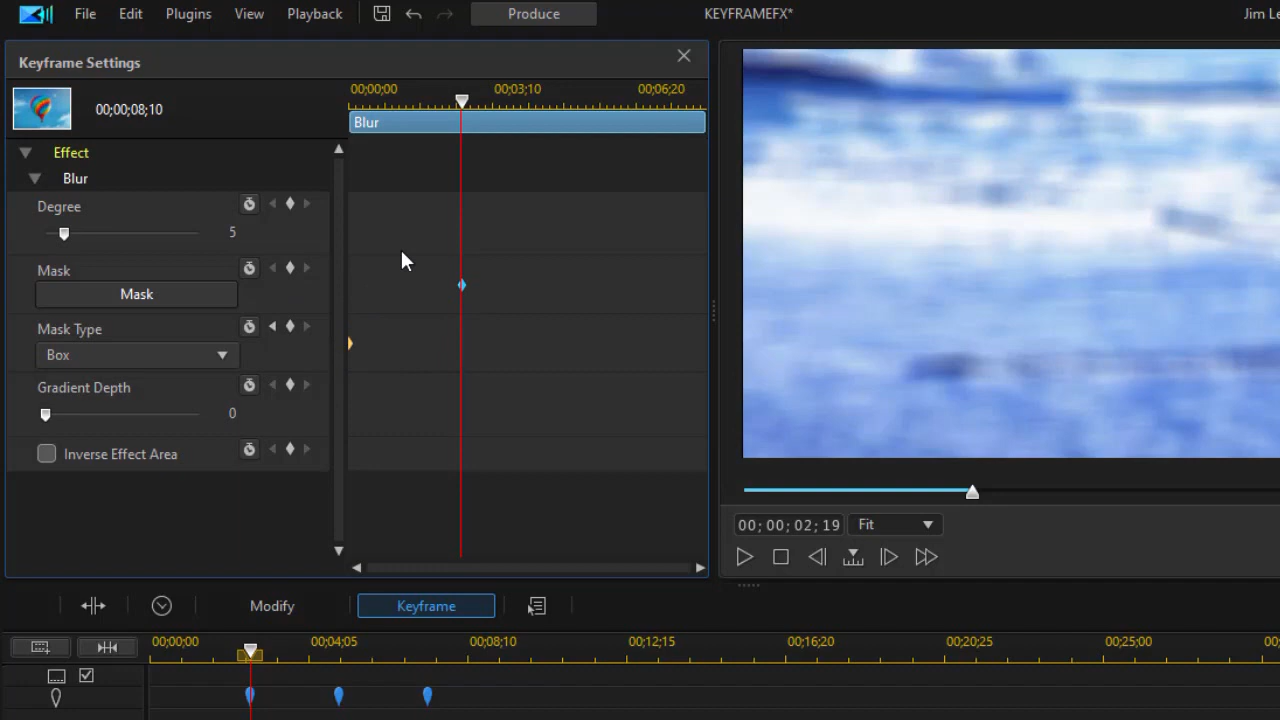 File Edit Plugins View Playback Produce KEYFRAMEFX* Jim Le
Keyframe Settings
00;00;08;10
00;00;00 00;03;10 00;06;20
Blur
Effect
Blur
Degree
5
Mask
Mask
Mask Type
Box
Gradient Depth
0
Inverse Effect Area
00; 00; 02; 19 Fit
Modify Keyframe
00;00;00 00;04;05 00;08;10 00;12;15 00;16;20 00;20;25 00;25;00 00;